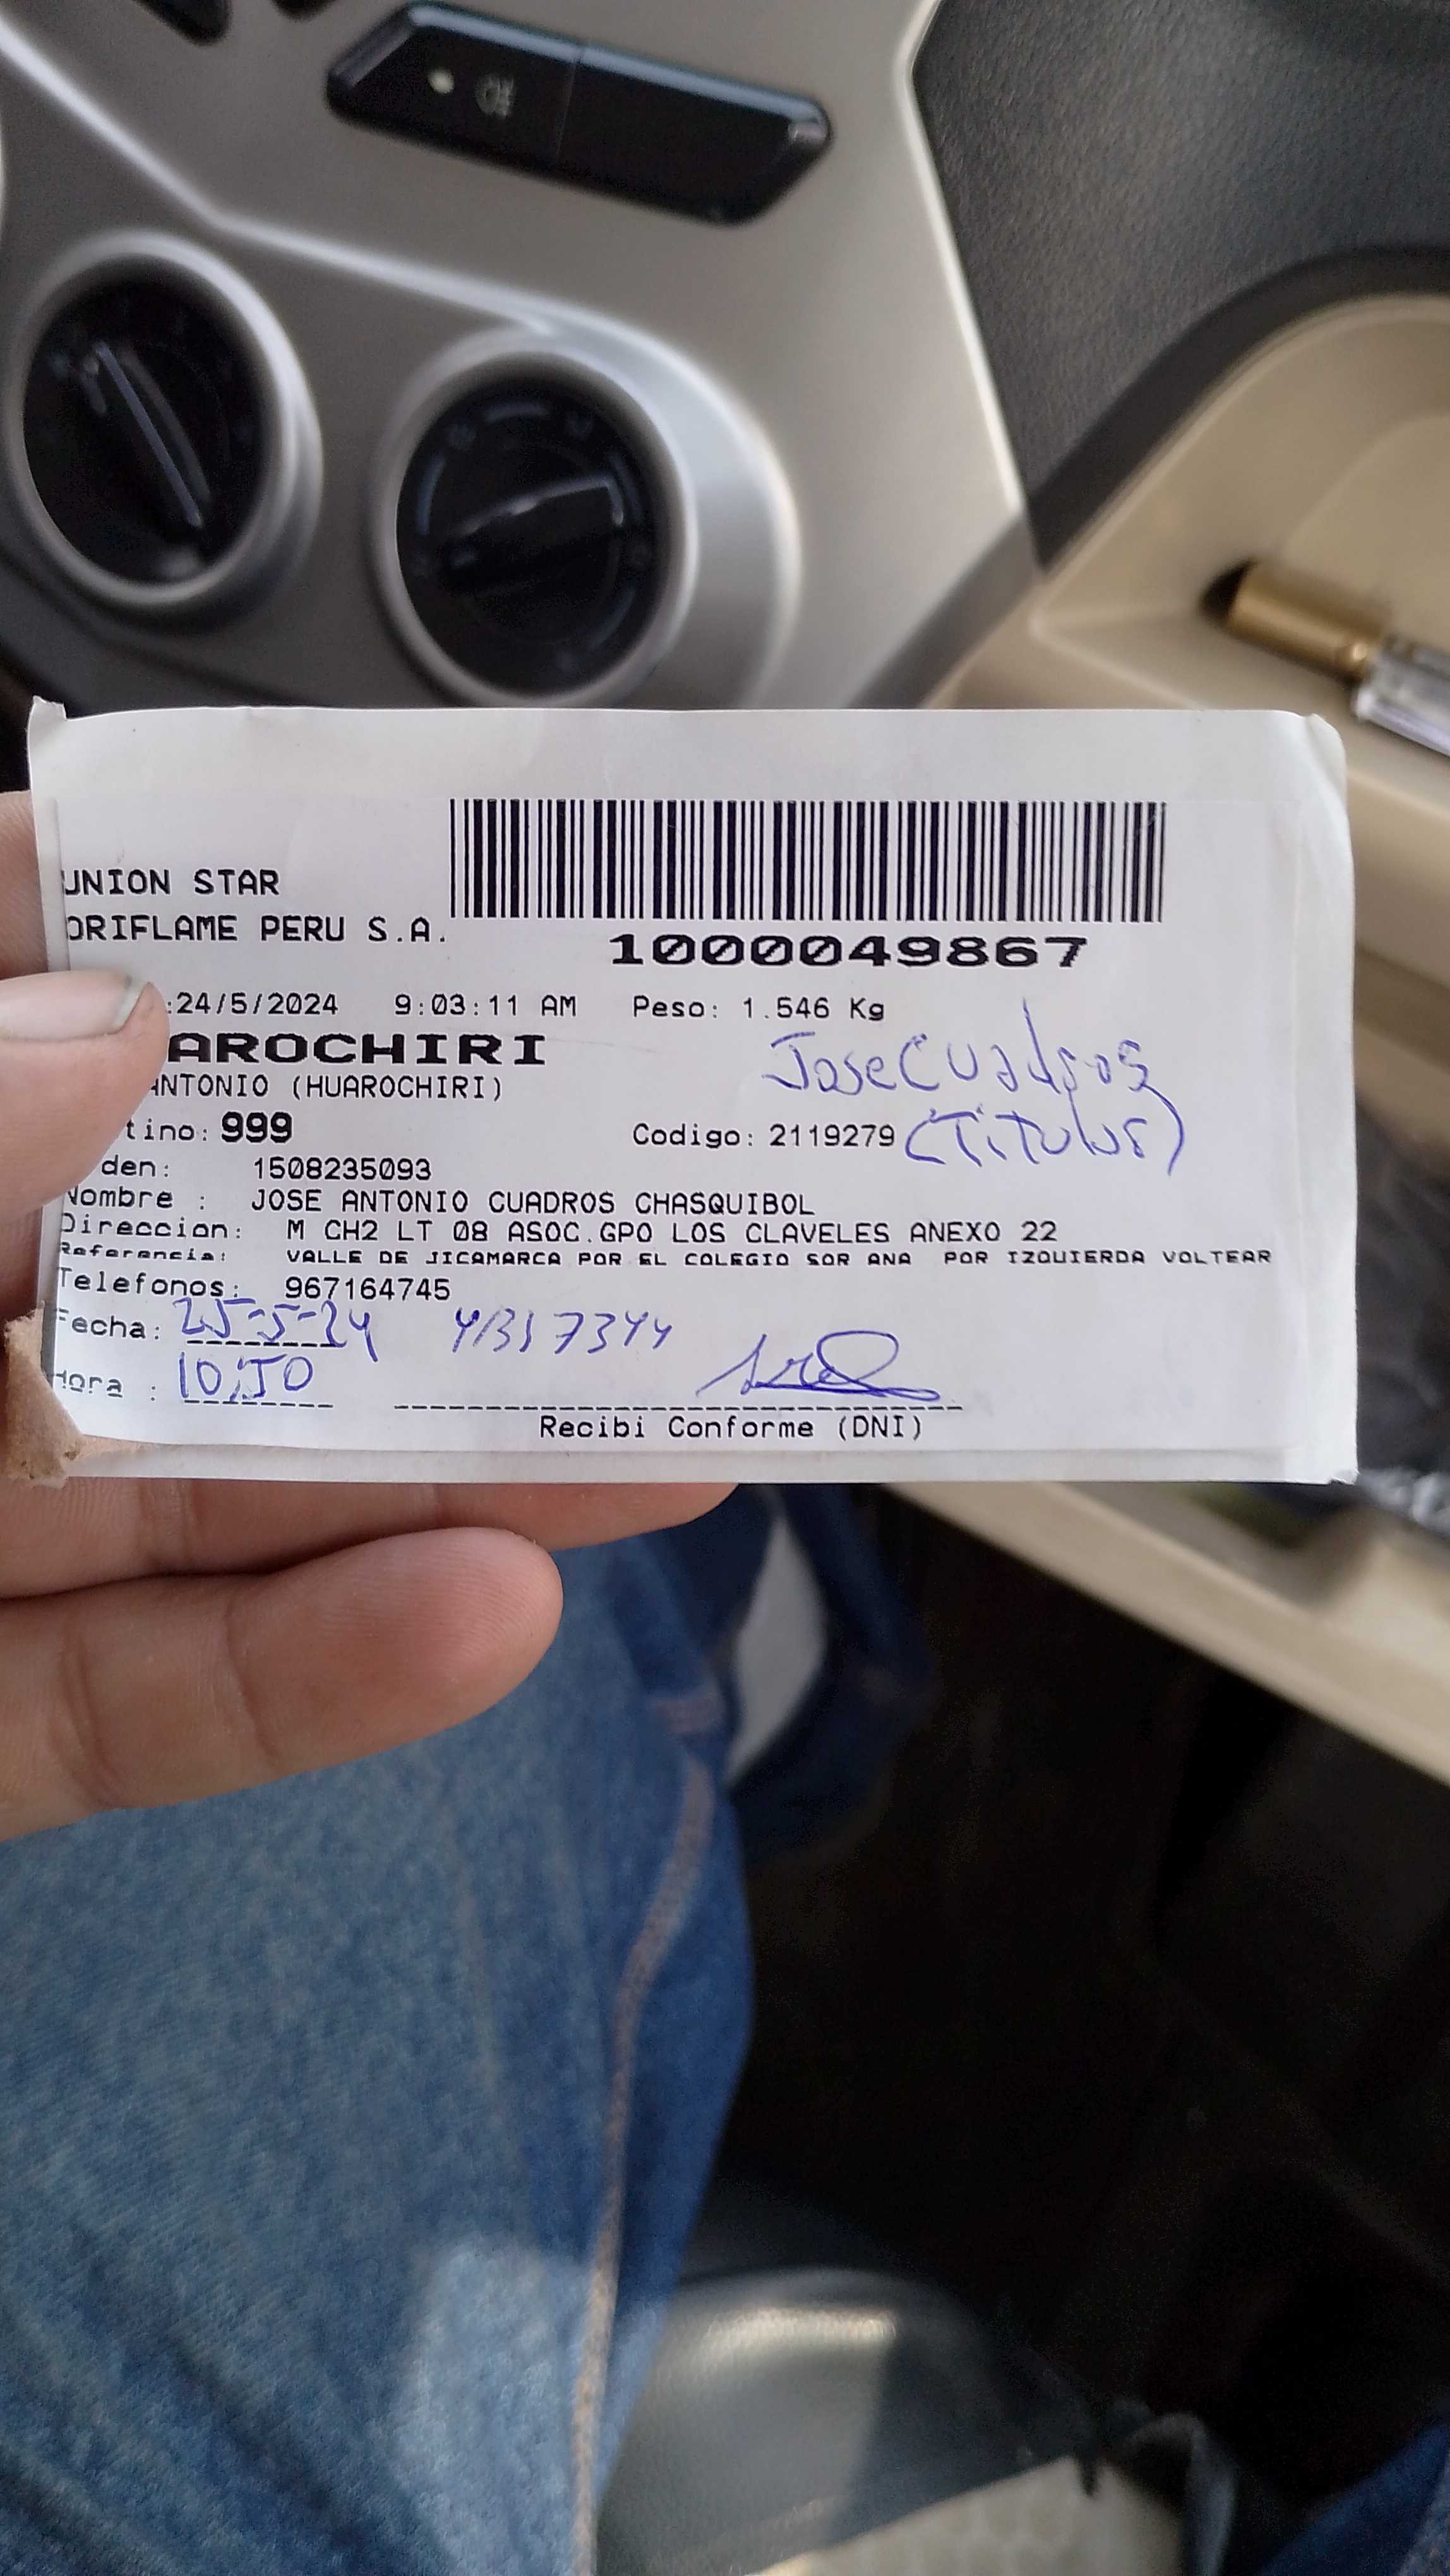 UNION STAR
ORIFLAME PERU S.A.
1000049867
:24/5/2024 9:03:11 AM Peso: 1.546 Kg
AROCHIRI
Jose Cuadros
ANTONIO (HUAROCHIRI)
tino: 999 Codigo: 2119279 (Titular)
den: 1508235093
Nombre : JOSE ANTONIO CUADROS CHASQUIBOL
Direccion: M CH2 LT 08 ASOC.GPO LOS CLAVELES ANEXO 22
Referencia: VALLE DE JICAMARCA POR EL COLEGIO SOR ANA POR IZQUIERDA VOLTEAR
Telefonos: 967164745
Fecha: 25-5-24
Hora : 10:50
Recibi Conforme (DNI)